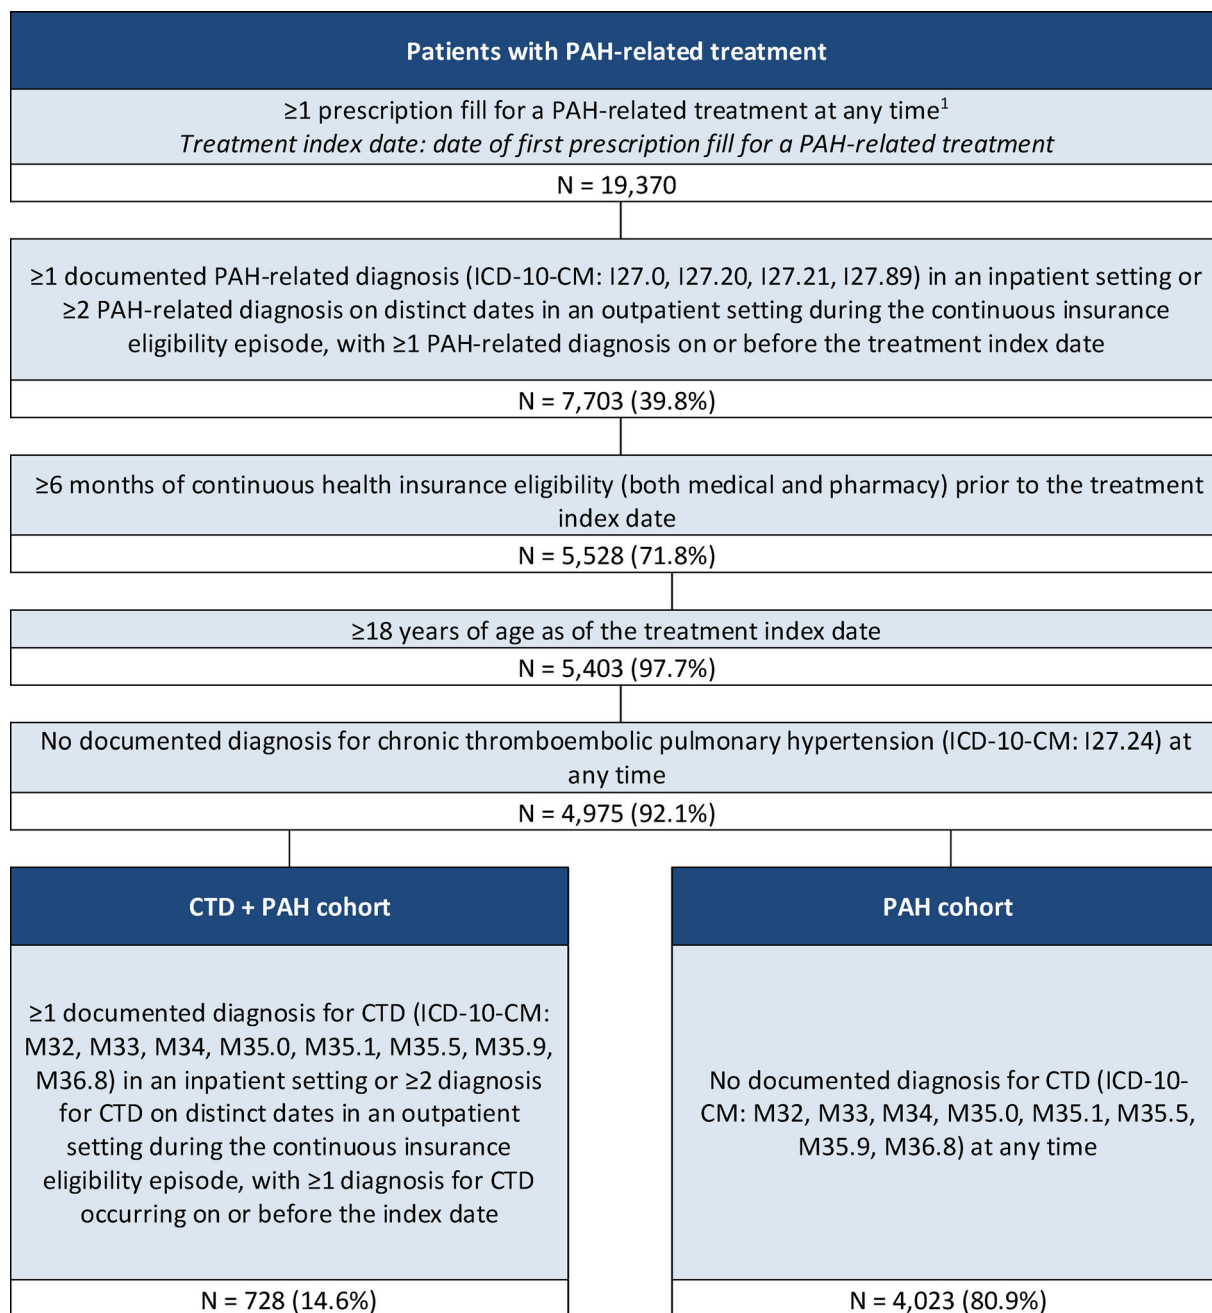 Patients with PAH-related treatment
≥1 prescription fill for a PAH-related treatment at any time¹
Treatment index date: date of first prescription fill for a PAH-related treatment
N = 19,370
≥1 documented PAH-related diagnosis (ICD-10-CM: I27.0, I27.20, I27.21, I27.89) in an inpatient setting or
≥2 PAH-related diagnosis on distinct dates in an outpatient setting during the continuous insurance
eligibility episode, with ≥1 PAH-related diagnosis on or before the treatment index date
N = 7,703 (39.8%)
≥6 months of continuous health insurance eligibility (both medical and pharmacy) prior to the treatment
index date
N = 5,528 (71.8%)
≥18 years of age as of the treatment index date
N = 5,403 (97.7%)
No documented diagnosis for chronic thromboembolic pulmonary hypertension (ICD-10-CM: I27.24) at
any time
N = 4,975 (92.1%)
CTD + PAH cohort
≥1 documented diagnosis for CTD (ICD-10-CM:
M32, M33, M34, M35.0, M35.1, M35.5, M35.9,
M36.8) in an inpatient setting or ≥2 diagnosis
for CTD on distinct dates in an outpatient
setting during the continuous insurance
eligibility episode, with ≥1 diagnosis for CTD
occurring on or before the index date
N = 728 (14.6%)
PAH cohort
No documented diagnosis for CTD (ICD-10-
CM: M32, M33, M34, M35.0, M35.1, M35.5,
M35.9, M36.8) at any time
N = 4,023 (80.9%)